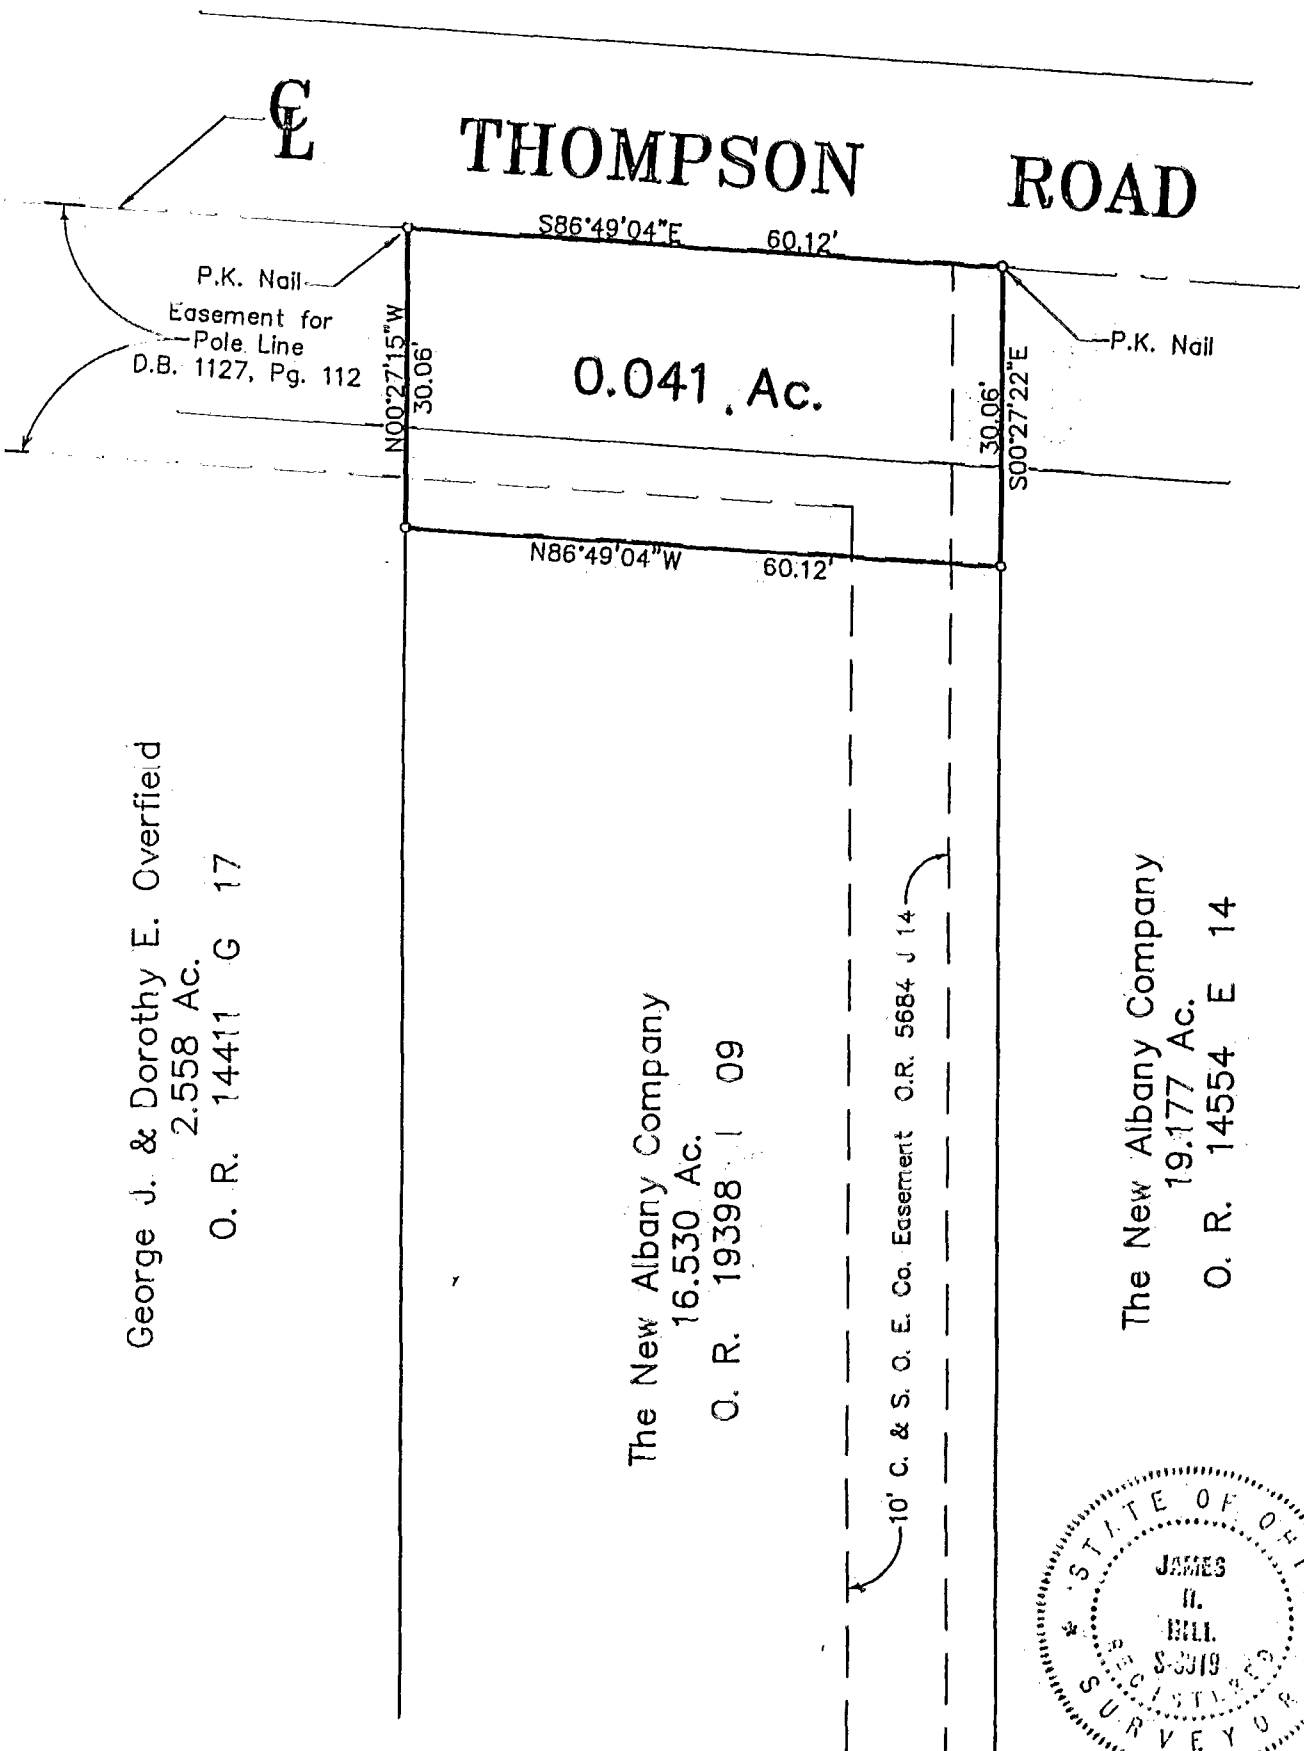 ℄ THOMPSON ROAD
S86°49'04"E 60.12'
P.K. Nail
Easement for
Pole Line
D.B. 1127, Pg. 112
N00°27'15"W
30.06'
0.041 Ac.
30.06'
S00°27'22"E
P.K. Nail
N86°49'04"W 60.12'
George J. & Dorothy E. Overfield
2.558 Ac.
O. R. 14411 G 17
The New Albany Company
16.530 Ac.
O. R. 19398 I 09
10' C. & S. O. E. Co. Easement O.R. 5684 J 14
The New Albany Company
19.177 Ac.
O. R. 14554 E 14
STATE OF
JAMES
HILL
REGISTERED
SURVEYOR